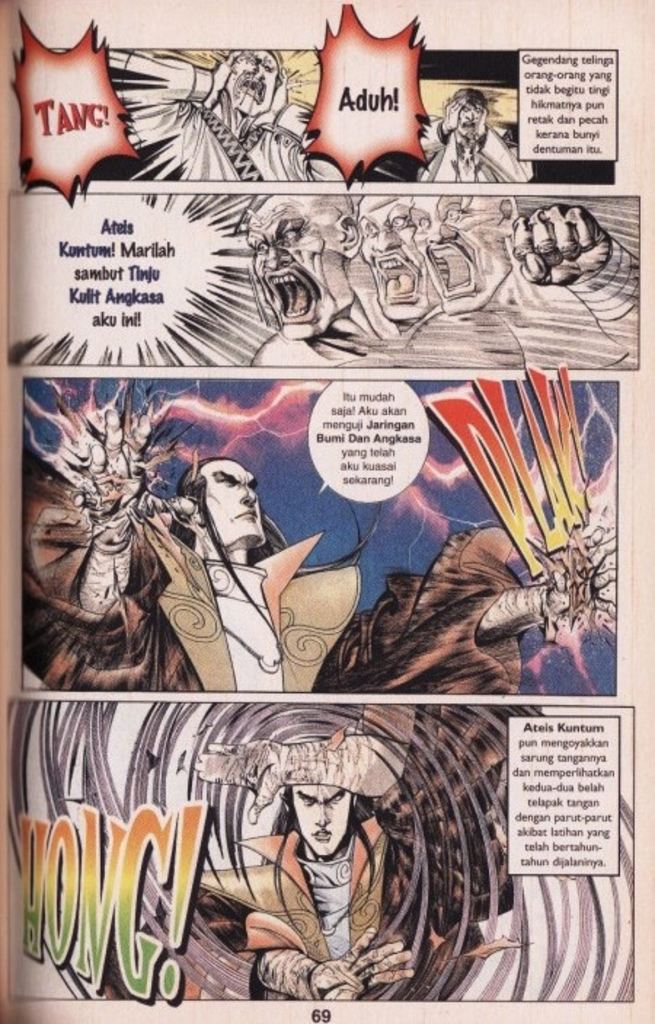 TANG!
Aduh!
Gegendang telinga
orang-orang yang
tidak begitu tingi
hikmatnya pun
retak dan pecah
kerana bunyi
dentuman itu.
Ateis
Kuntum! Marilah
sambut Tinju
Kulit Angkasa
aku ini!
Itu mudah
saja! Aku akan
menguji Jaringan
Bumi Dan Angkasa
yang telah
aku kuasai
sekarang!
PLAK!
HONG!
Ateis Kuntum
pun mengoyakkan
sarung tangannya
dan memperlihatkan
kedua-dua belah
telapak tangan
dengan parut-parut
akibat latihan yang
telah bertahun-
tahun dijalaninya.
69